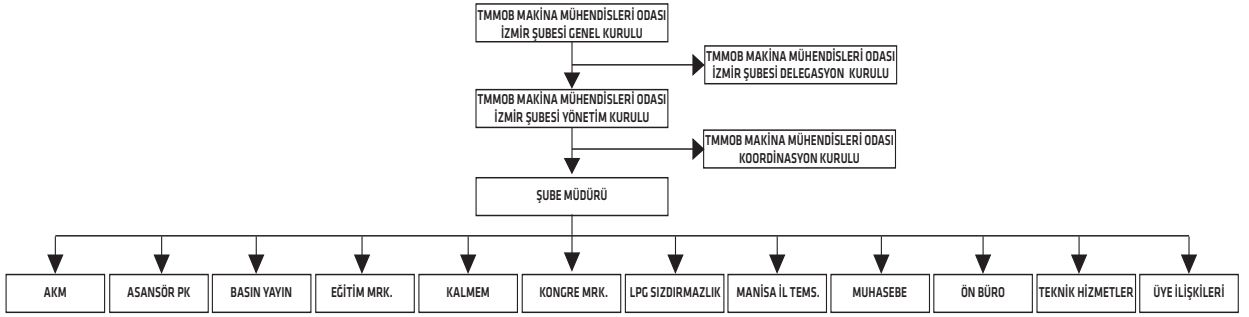 TMMOB MAKİNA MÜHENDİSLERİ ODASI
İZMİR ŞUBESİ GENEL KURULU
TMMOB MAKİNA MÜHENDİSLERİ ODASI
İZMİR ŞUBESİ DELEGASYON KURULU
TMMOB MAKİNA MÜHENDİSLERİ ODASI
İZMİR ŞUBESİ YÖNETİM KURULU
TMMOB MAKİNA MÜHENDİSLERİ ODASI
KOORDİNASYON KURULU
ŞUBE MÜDÜRÜ
AKM
ASANSÖR PK
BASIN YAYIN
EĞİTİM MRK.
KALMEM
KONGRE MRK.
LPG SIZDIRMAZLIK
MANİSA İL TEMS.
MUHASEBE
ÖN BÜRO
TEKNİK HİZMETLER
ÜYE İLİŞKİLERİ